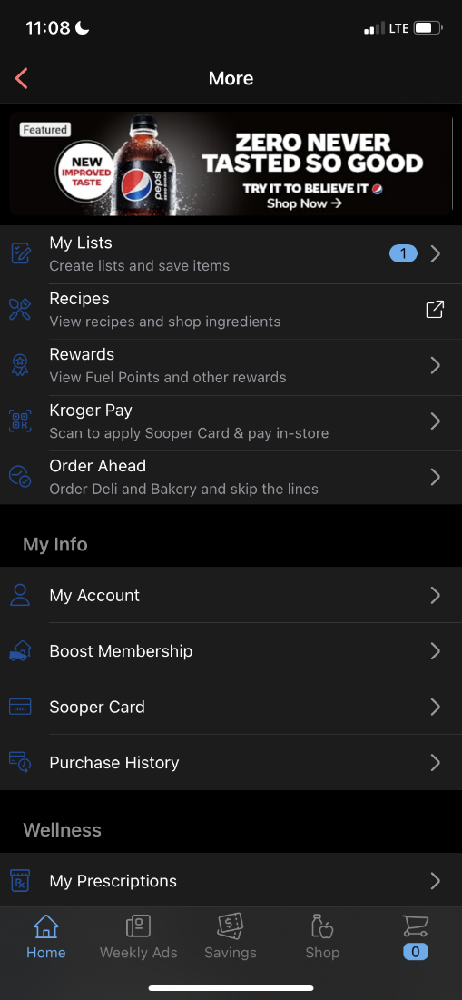 11:08
LTE
More
Featured
NEW
IMPROVED
TASTE
pepsi
ZERO NEVER
TASTED SO GOOD
TRY IT TO BELIEVE IT
Shop Now →
My Lists
Create lists and save items
1
Recipes
View recipes and shop ingredients
Rewards
View Fuel Points and other rewards
Kroger Pay
Scan to apply Sooper Card & pay in-store
Order Ahead
Order Deli and Bakery and skip the lines
My Info
My Account
Boost Membership
Sooper Card
Purchase History
Wellness
My Prescriptions
Home
Weekly Ads
Savings
Shop
0